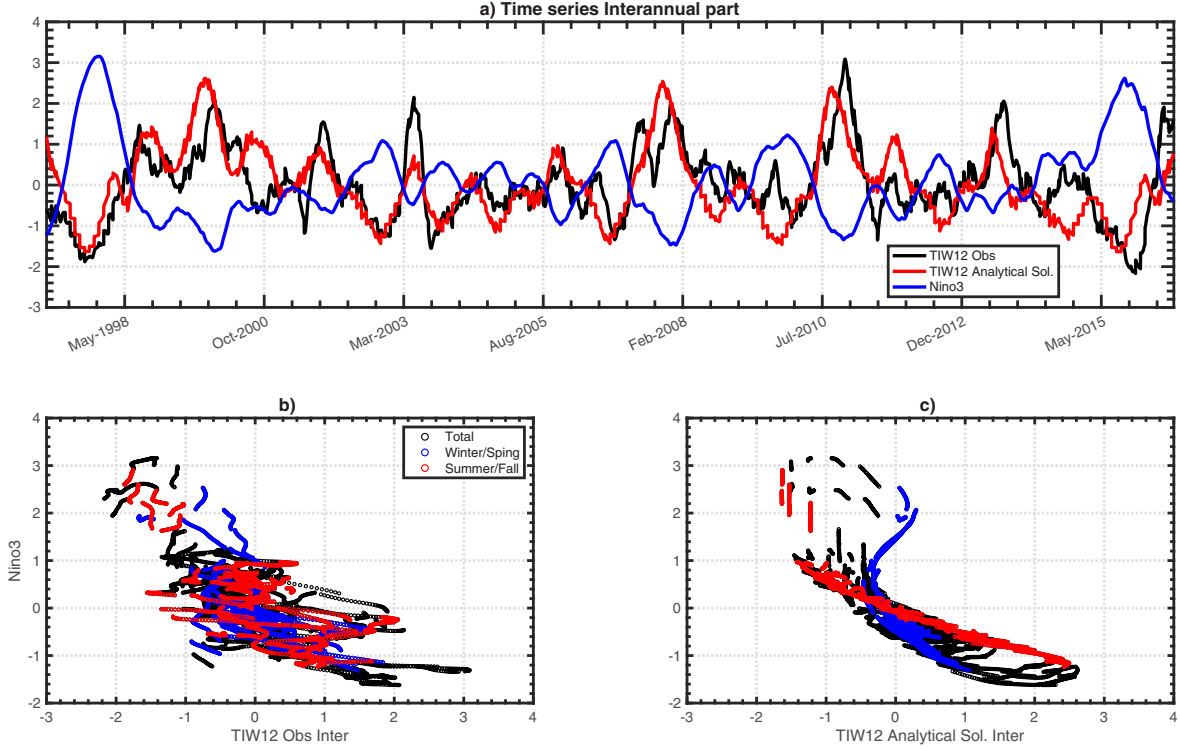 a) Time series Interannual part
4
3
2
1
0
-1
-2
-3
TIW12 Obs
TIW12 Analytical Sol.
Nino3
May-1998
Oct-2000
Mar-2003
Aug-2005
Feb-2008
Jul-2010
Dec-2012
May-2015
b)
4
3
2
1
0
-1
-2
Nino3
Total
Winter/Sping
Summer/Fall
-3 -2 -1 0 1 2 3 4
TIW12 Obs Inter
c)
4
3
2
1
0
-1
-2
-3 -2 -1 0 1 2 3 4
TIW12 Analytical Sol. Inter